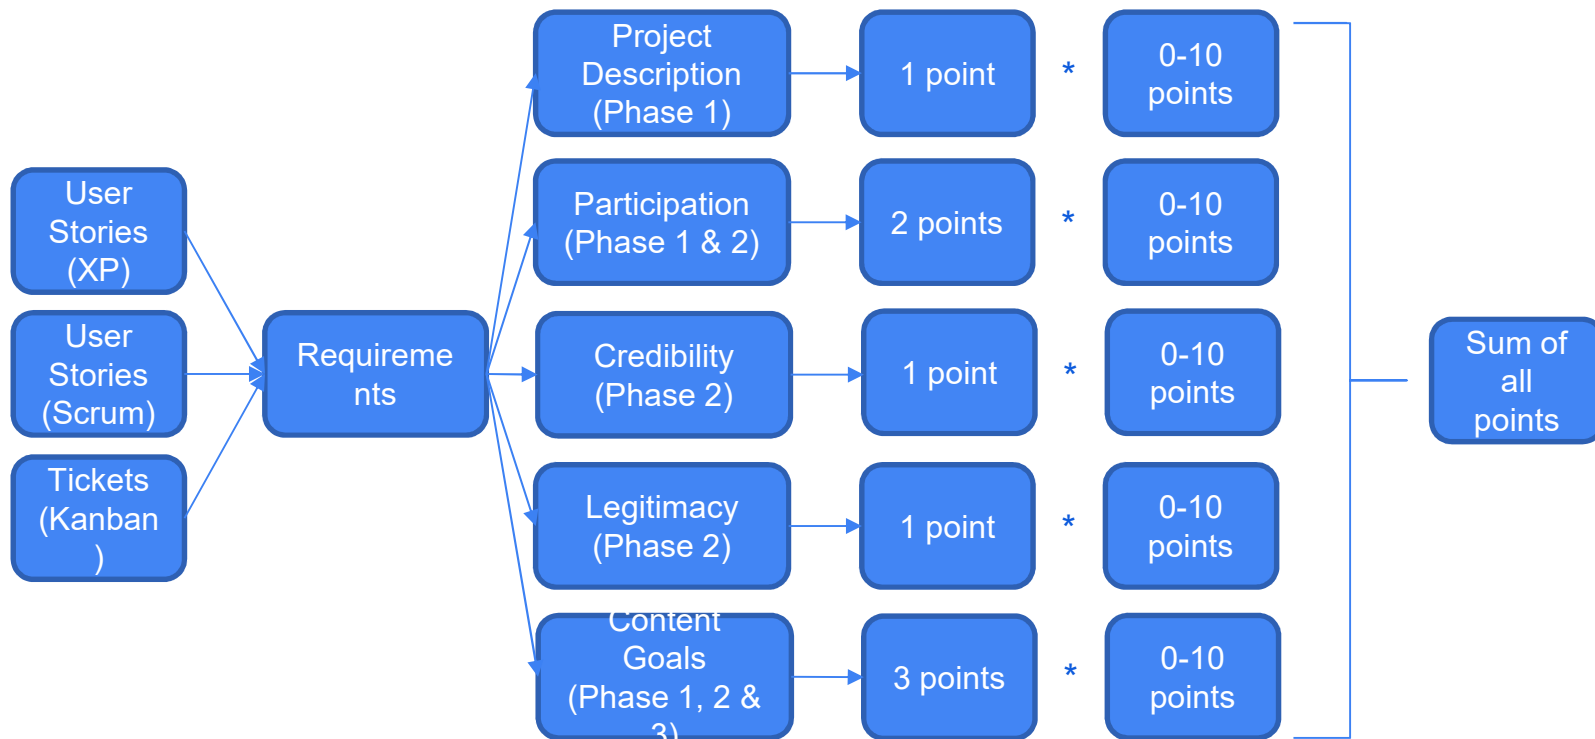 User
Stories
(XP)
User
Stories
(Scrum)
Tickets
(Kanban
)
Requireme
nts
Project
Description
(Phase 1)
1 point
*
0-10
points
Participation
(Phase 1 & 2)
2 points
*
0-10
points
Credibility
(Phase 2)
1 point
*
0-10
points
Legitimacy
(Phase 2)
1 point
*
0-10
points
Content
Goals
(Phase 1, 2 &
3)
3 points
*
0-10
points
Sum of
all
points